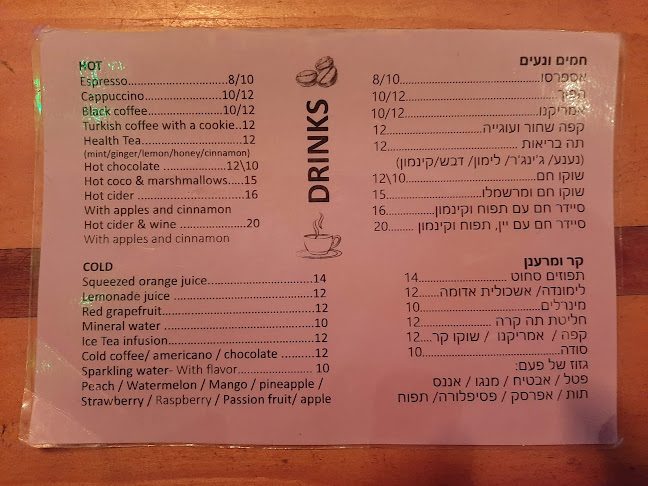 HOT
Espresso............................8/10
Cappuccino.....................10/12
Black coffee.....................10/12
Turkish coffee with a cookie..12
Health Tea..........................12
(mint/ginger/lemon/honey/cinnamon)
Hot chocolate .................12\10
Hot coco & marshmallows.....15
Hot cider ..........................16
With apples and cinnamon
Hot cider & wine .................20
With apples and cinnamon
COLD
Squeezed orange juice.......................14
Lemonade juice ..............................12
Red grapefruit.................................12
Mineral water .................................10
Ice Tea infusion................................12
Cold coffee/ americano / chocolate .........12
Sparkling water- With flavor.................... 10
Peach / Watermelon / Mango / pineapple /
Strawberry / Raspberry / Passion fruit/ apple
DRINKS
חמים ונעים
אספרסו.................................8/10
הפוך...............................10/12
אמריקנו............................10/12
קפה שחור ועוגייה...................12
תה בריאות .........................12
(נענע/ ג'ינג'ר/ לימון/ דבש/קינמון)
שוקו חם............................12\10
שוקו חם ומרשמלו....................15
סיידר חם עם תפוח וקינמון...........16
סיידר חם עם יין, תפוח וקינמון ........20
קר ומרענן
תפוזים סחוט .....................14
לימונדה/ אשכולית אדומה......12
מינרלים...........................10
חליטת תה קרה ..................12
קפה / אמריקנו / שוקו קר....12
סודה...............................10
גזוז של פעם:
פטל / אבטיח / מנגו / אננס
תות / אפרסק / פסיפלורה/ תפוח